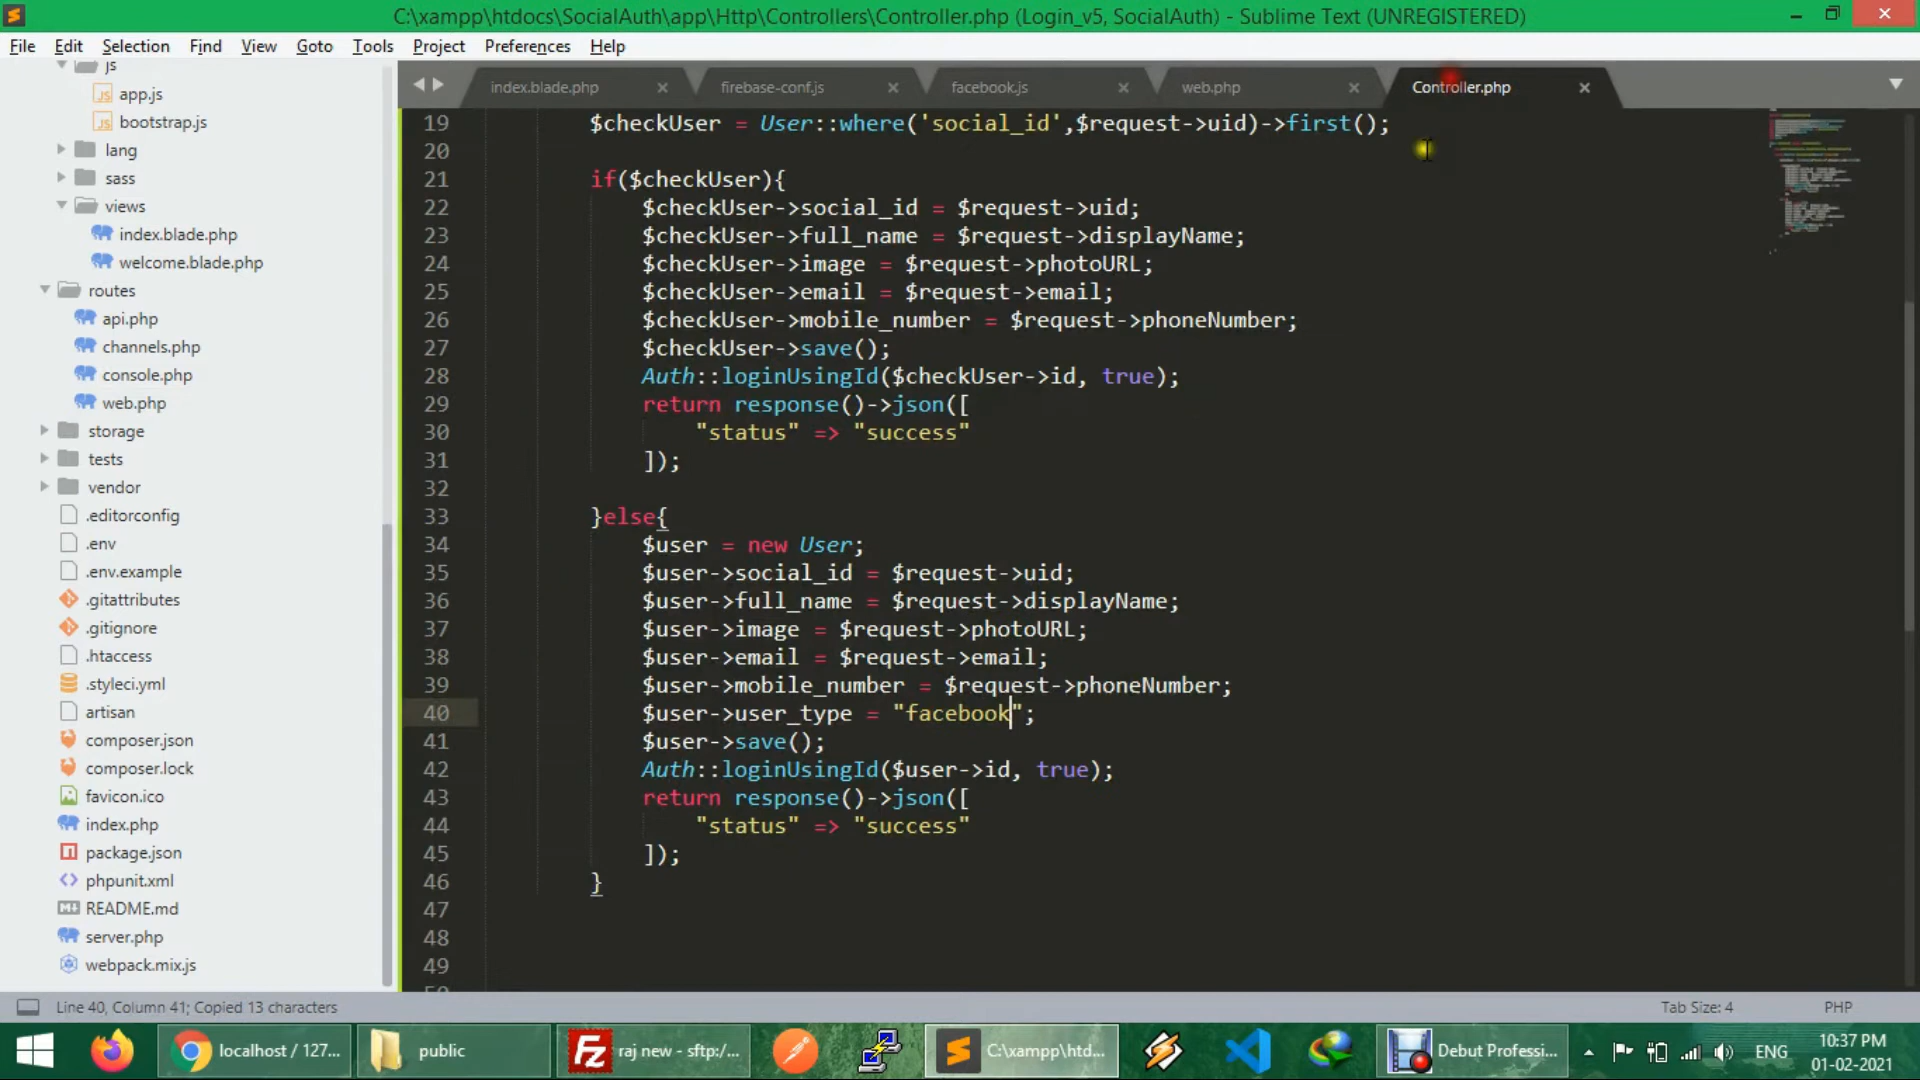 C:\xampp\htdocs\SocialAuth\app\Http\Controllers\Controller.php (Login_v5, SocialAuth) - Sublime Text (UNREGISTERED)
File Edit Selection Find View Goto Tools Project Preferences Help
js
app.js
bootstrap.js
lang
sass
views
index.blade.php
welcome.blade.php
routes
api.php
channels.php
console.php
web.php
storage
tests
vendor
.editorconfig
.env
.env.example
.gitattributes
.gitignore
.htaccess
.styleci.yml
artisan
composer.json
composer.lock
favicon.ico
index.php
package.json
phpunit.xml
README.md
server.php
webpack.mix.js
index.blade.php firebase-conf.js facebook.js web.php Controller.php
19 $checkUser = User::where('social_id',$request->uid)->first();
20
21 if($checkUser){
22 $checkUser->social_id = $request->uid;
23 $checkUser->full_name = $request->displayName;
24 $checkUser->image = $request->photoURL;
25 $checkUser->email = $request->email;
26 $checkUser->mobile_number = $request->phoneNumber;
27 $checkUser->save();
28 Auth::loginUsingId($checkUser->id, true);
29 return response()->json([
30 "status" => "success"
31 ]);
32
33 }else{
34 $user = new User;
35 $user->social_id = $request->uid;
36 $user->full_name = $request->displayName;
37 $user->image = $request->photoURL;
38 $user->email = $request->email;
39 $user->mobile_number = $request->phoneNumber;
40 $user->user_type = "facebook";
41 $user->save();
42 Auth::loginUsingId($user->id, true);
43 return response()->json([
44 "status" => "success"
45 ]);
46 }
47
48
49
Line 40, Column 41; Copied 13 characters
Tab Size: 4 PHP
localhost / 127...
public
raj new - sftp:/...
C:\xampp\htd...
Debut Professi...
ENG
10:37 PM
01-02-2021